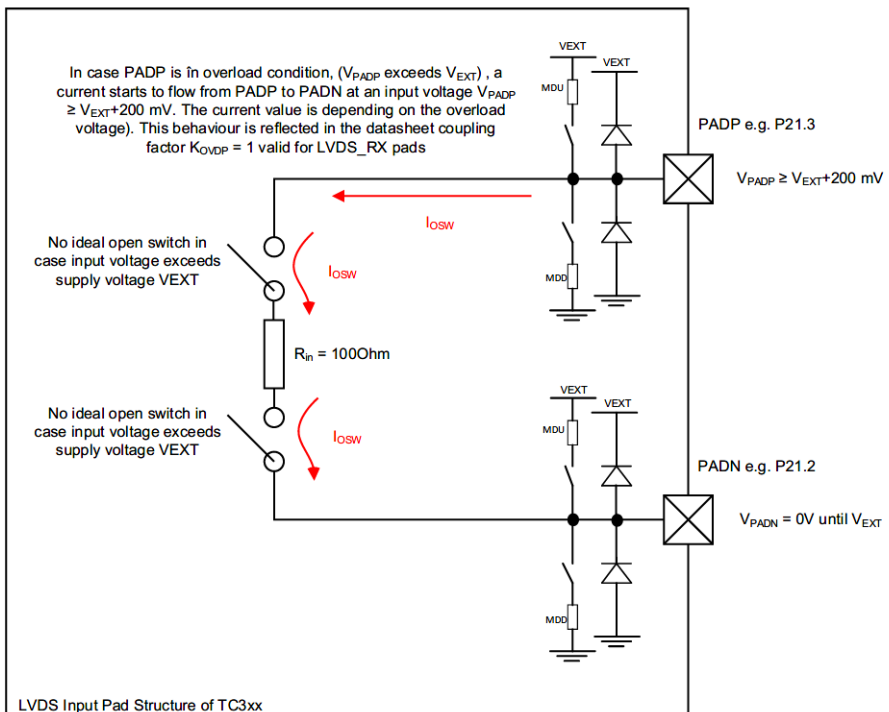 In case PADP is în overload condition, (VPADP exceeds VEXT) , a
current starts to flow from PADP to PADN at an input voltage VPADP
≥ VEXT+200 mV. The current value is depending on the overload
voltage). This behaviour is reflected in the datasheet coupling
factor KOVDP = 1 valid for LVDS_RX pads
VEXT
VEXT
MDU
PADP e.g. P21.3
VPADP ≥ VEXT+200 mV
IOSW
MDD
No ideal open switch in
case input voltage exceeds
supply voltage VEXT
IOSW
Rin = 100Ohm
No ideal open switch in
case input voltage exceeds
supply voltage VEXT
IOSW
VEXT
VEXT
MDU
PADN e.g. P21.2
VPADN = 0V until VEXT
MDD
LVDS Input Pad Structure of TC3xx